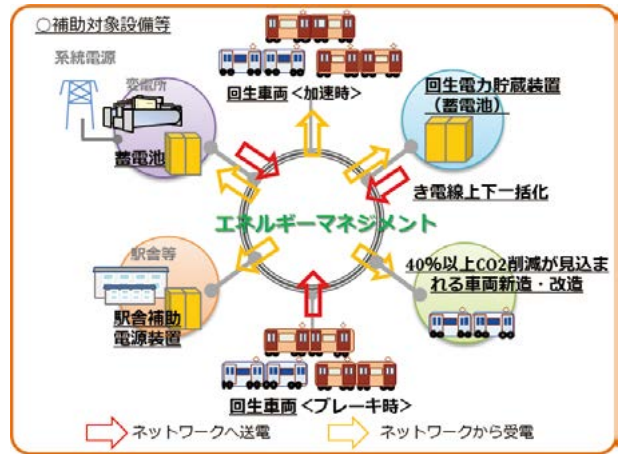 ○補助対象設備等
系統電源
変電所
蓄電池
回生車両<加速時>
回生電力貯蔵装置
(蓄電池)
き電線上下一括化
エネルギーマネジメント
駅舎等
駅舎補助
電源装置
40%以上CO2削減が見込ま
れる車両新造・改造
回生車両<ブレーキ時>
ネットワークへ送電
ネットワークから受電